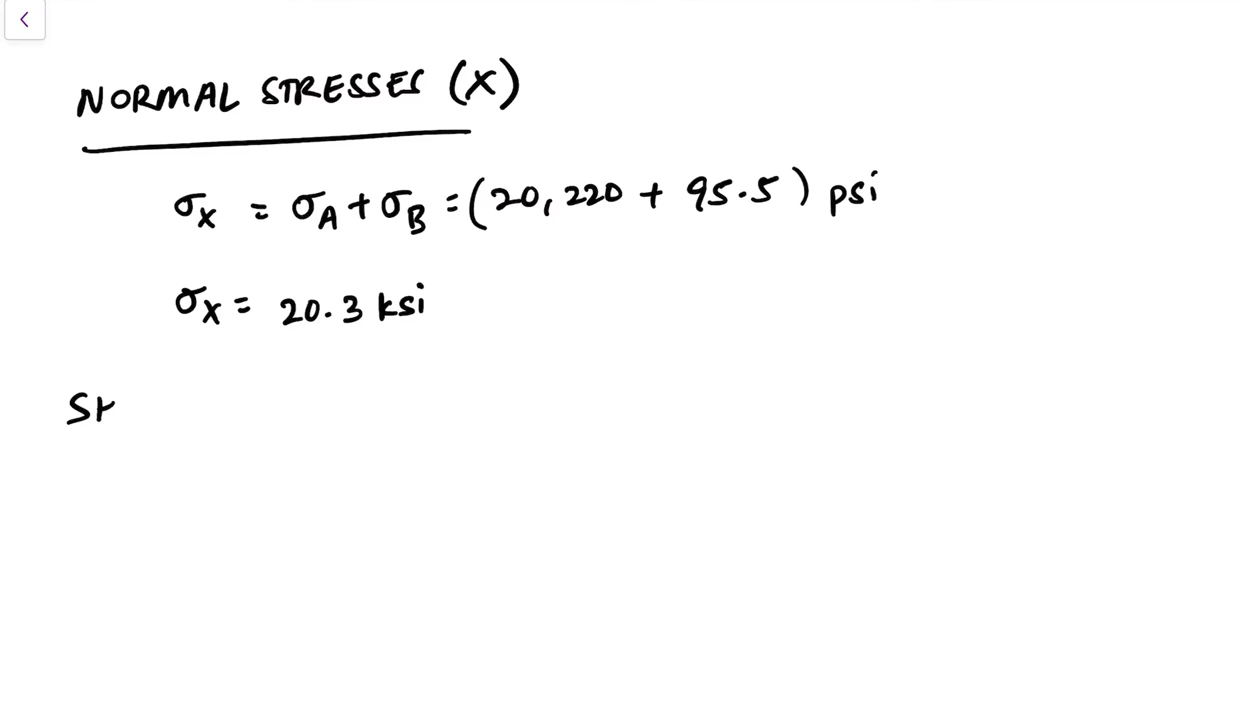 NORMAL STRESSES (X)
σx = σA + σB = (20,220 + 95.5) psi
σx = 20.3 ksi